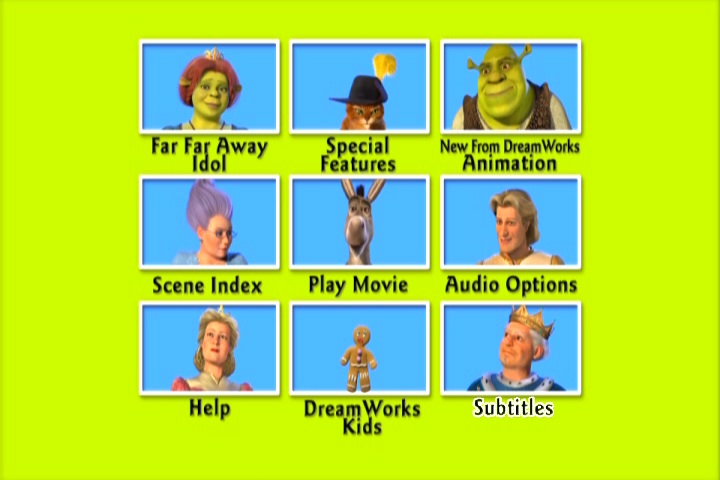 Far Far Away
Idol
Special
Features
New From DreamWorks
Animation
Scene Index
Play Movie
Audio Options
Help
DreamWorks
Kids
Subtitles